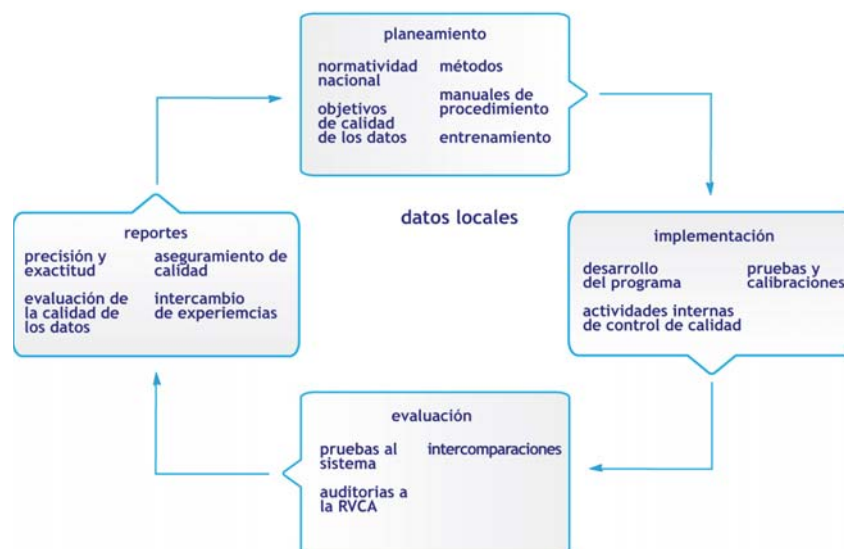 planeamiento
normatividad
nacional
objetivos
de calidad
de los datos
métodos
manuales de
procedimiento
entrenamiento
datos locales
reportes
precisión y
exactitud
evaluación de
la calidad de
los datos
aseguramiento de
calidad
intercambio
de experiemcias
implementación
desarrollo
del programa
pruebas y
calibraciones
actividades internas
de control de calidad
evaluación
pruebas al
sistema
auditorias a
la RVCA
intercomparaciones